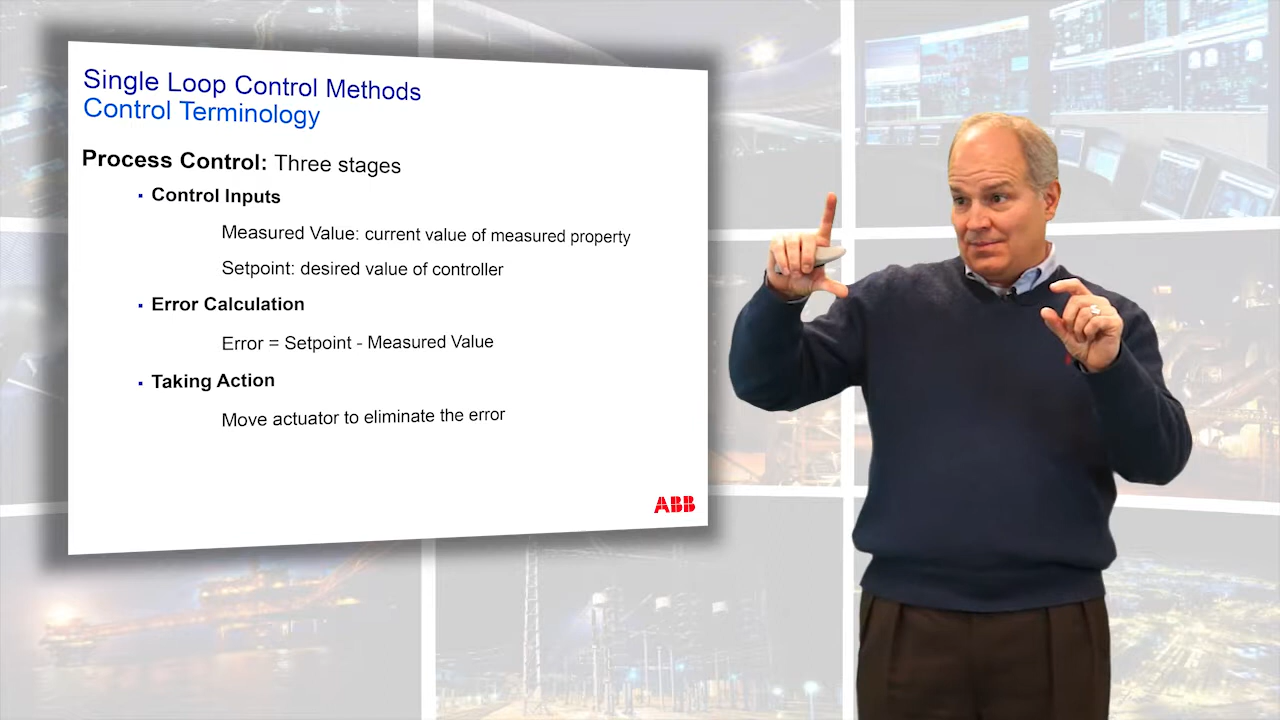 Single Loop Control Methods
Control Terminology
Process Control: Three stages
▪ Control Inputs
Measured Value: current value of measured property
Setpoint: desired value of controller
▪ Error Calculation
Error = Setpoint - Measured Value
▪ Taking Action
Move actuator to eliminate the error
ABB